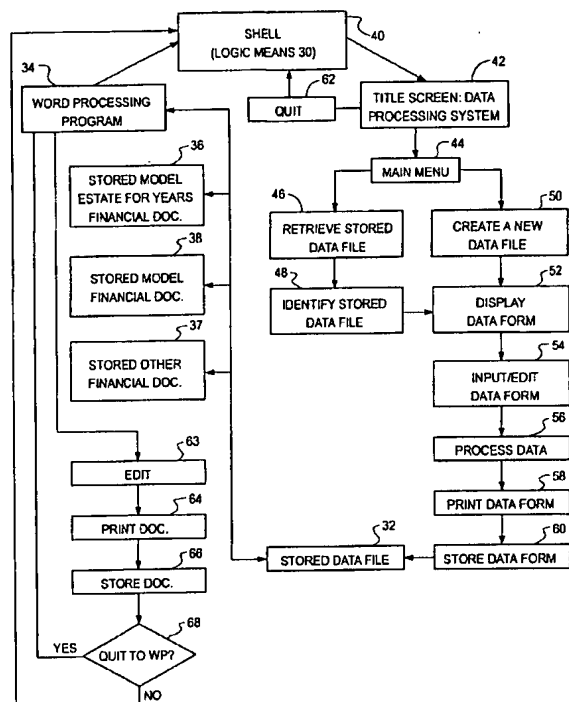 SHELL
(LOGIC MEANS 30)
40
34
WORD PROCESSING
PROGRAM
62
QUIT
42
TITLE SCREEN: DATA
PROCESSING SYSTEM
44
MAIN MENU
36
STORED MODEL
ESTATE FOR YEARS
FINANCIAL DOC.
46
RETRIEVE STORED
DATA FILE
50
CREATE A NEW
DATA FILE
38
STORED MODEL
FINANCIAL DOC.
48
IDENTIFY STORED
DATA FILE
52
DISPLAY
DATA FORM
37
STORED OTHER
FINANCIAL DOC.
54
INPUT/EDIT
DATA FORM
56
PROCESS DATA
63
EDIT
58
PRINT DATA FORM
64
PRINT DOC.
32
STORED DATA FILE
60
STORE DATA FORM
66
STORE DOC.
68
YES
QUIT TO WP?
NO